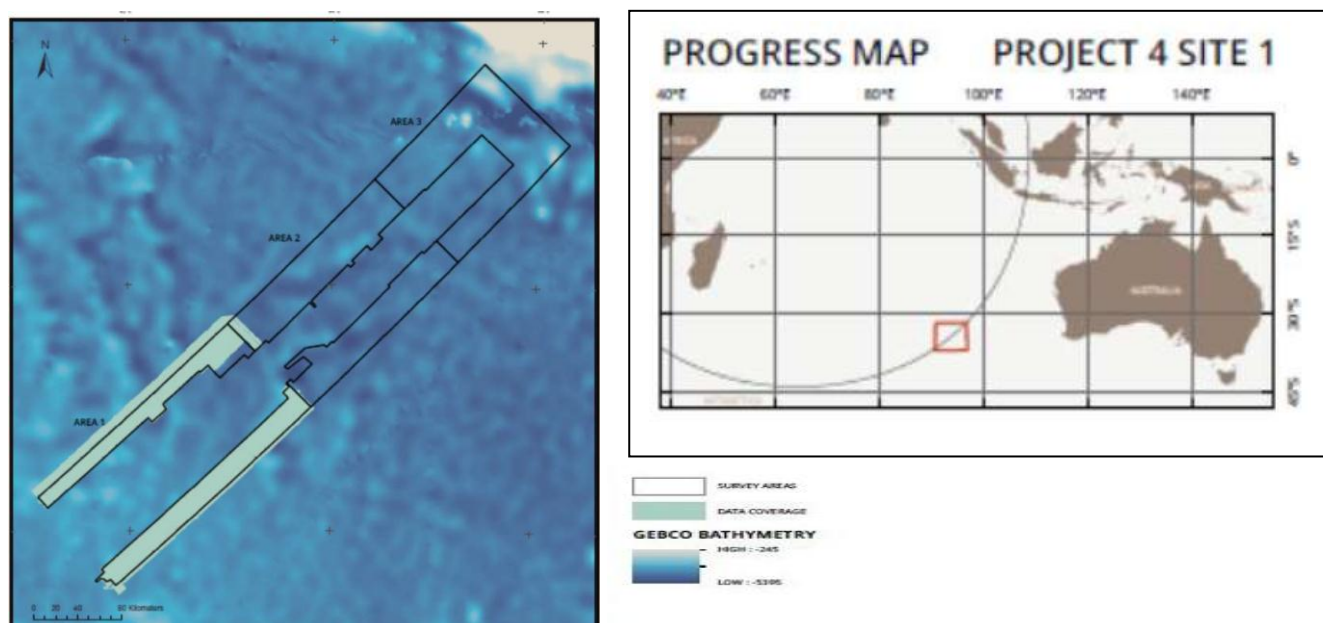 N
AREA 3
AREA 2
AREA 1
0 20 40 80 Kilometers
PROGRESS MAP PROJECT 4 SITE 1
40°E 60°E 80°E 100°E 120°E 140°E
0°
15°S
30°S
45°S
AUSTRALIA
SURVEY AREAS
DATA COVERAGE
GEBCO BATHYMETRY
HIGH : -245
LOW : -5395